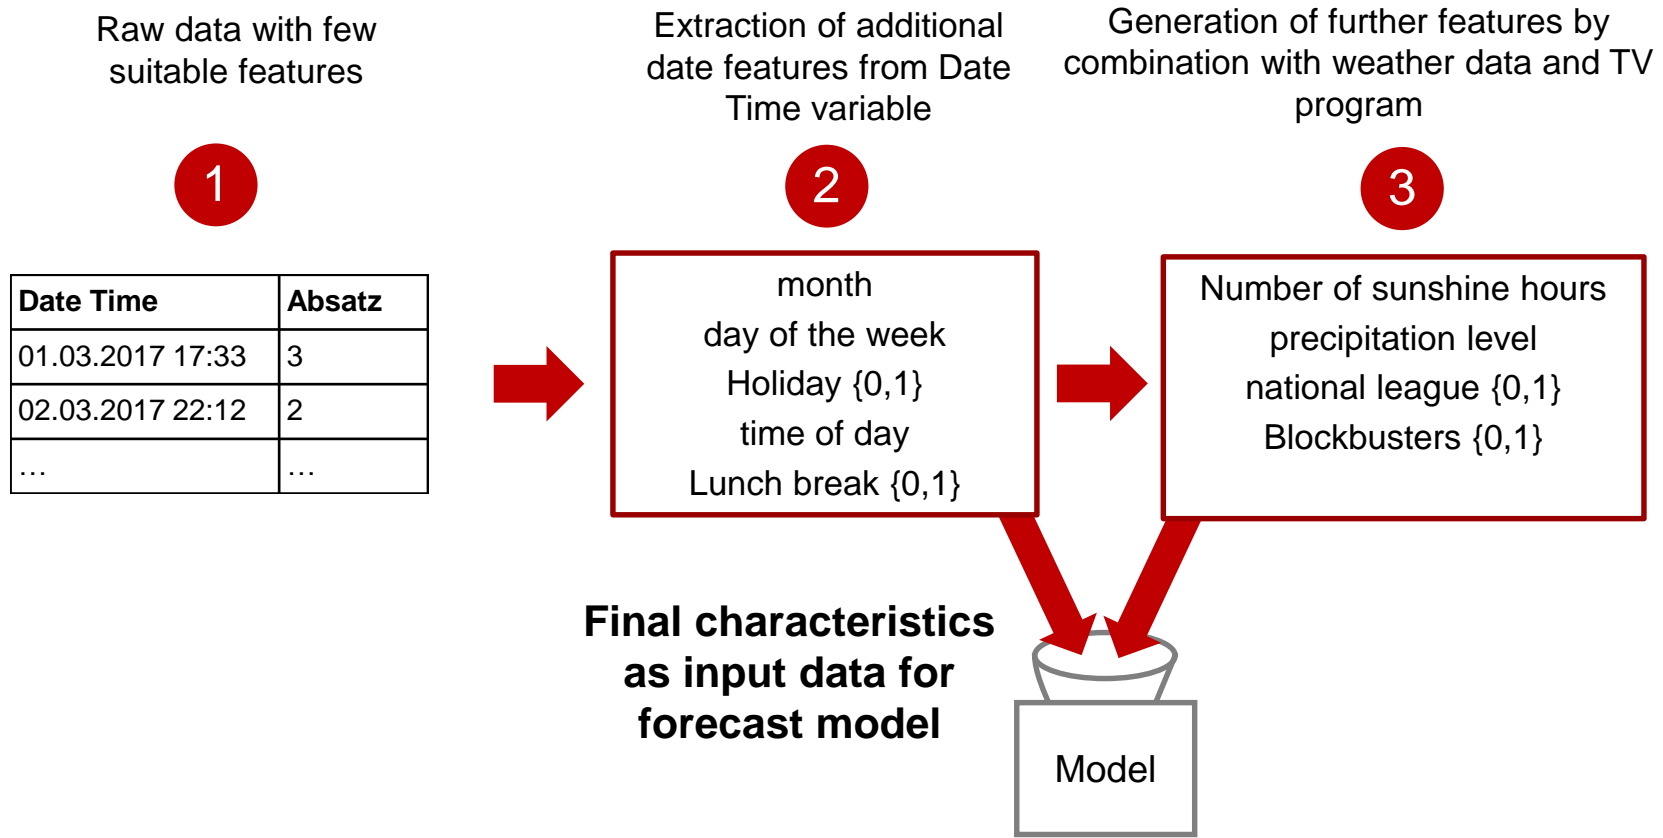 Raw data with few
suitable features
Extraction of additional
date features from Date
Time variable
Generation of further features by
combination with weather data and TV
program
1
2
3
Date Time Absatz
01.03.2017 17:33 3
02.03.2017 22:12 2
… …
month
day of the week
Holiday {0,1}
time of day
Lunch break {0,1}
Number of sunshine hours
precipitation level
national league {0,1}
Blockbusters {0,1}
Final characteristics
as input data for
forecast model
Model